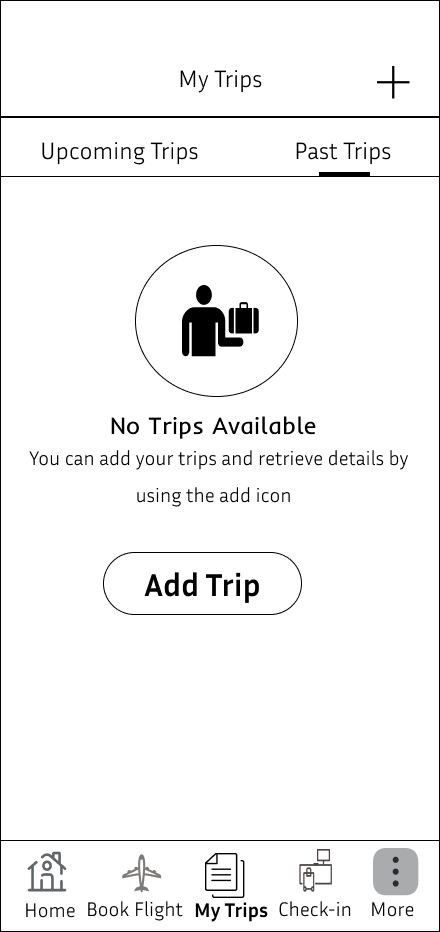 My Trips
Upcoming Trips Past Trips
No Trips Available
You can add your trips and retrieve details by
using the add icon
Add Trip
Home Book Flight My Trips Check-in More